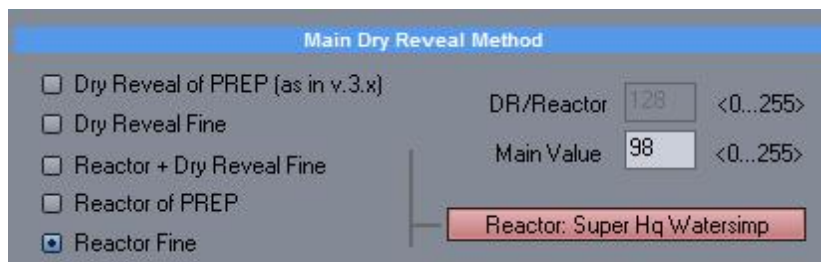 Main Dry Reveal Method
Dry Reveal of PREP (as in v.3.x)
Dry Reveal Fine
Reactor + Dry Reveal Fine
Reactor of PREP
Reactor Fine
DR/Reactor 128 <0...255>
Main Value 98 <0...255>
Reactor: Super Hq Watersimp